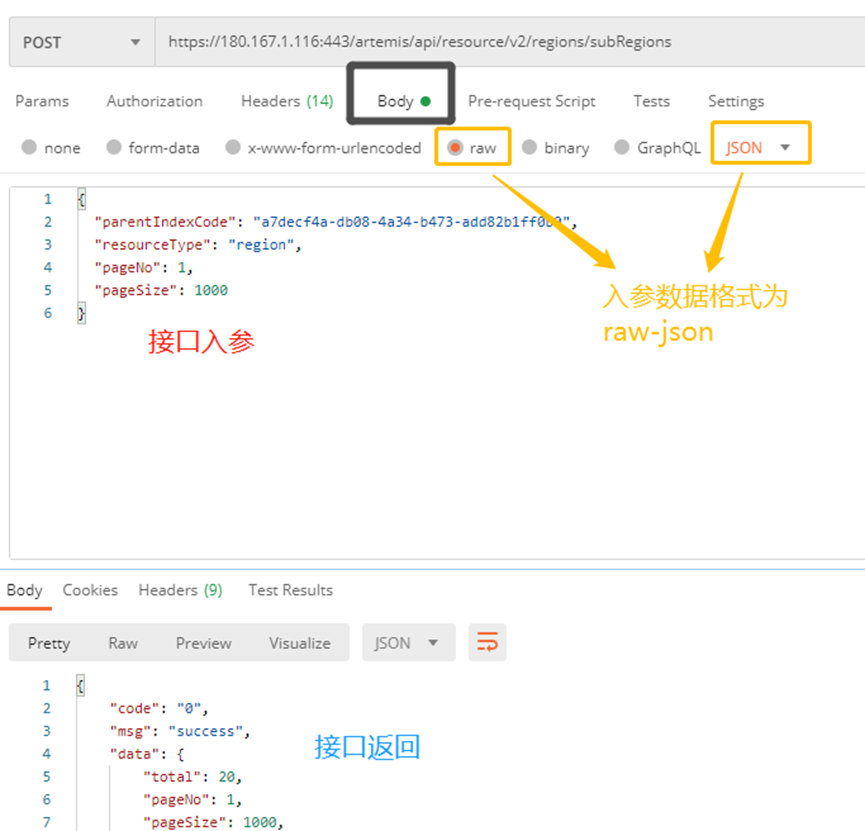 POST https://180.167.1.116:443/artemis/api/resource/v2/regions/subRegions
Params Authorization Headers (14) Body Pre-request Script Tests Settings
none form-data x-www-form-urlencoded raw binary GraphQL JSON
1 {
2 "parentIndexCode": "a7decf4a-db08-4a34-b473-add82b1ff0b9",
3 "resourceType": "region",
4 "pageNo": 1,
5 "pageSize": 1000
6 }
入参数据格式为
raw-json
接口入参
Body Cookies Headers (9) Test Results
Pretty Raw Preview Visualize JSON
1 {
2 "code": "0",
3 "msg": "success",
4 "data": {
接口返回
5 "total": 20,
6 "pageNo": 1,
7 "pageSize": 1000,